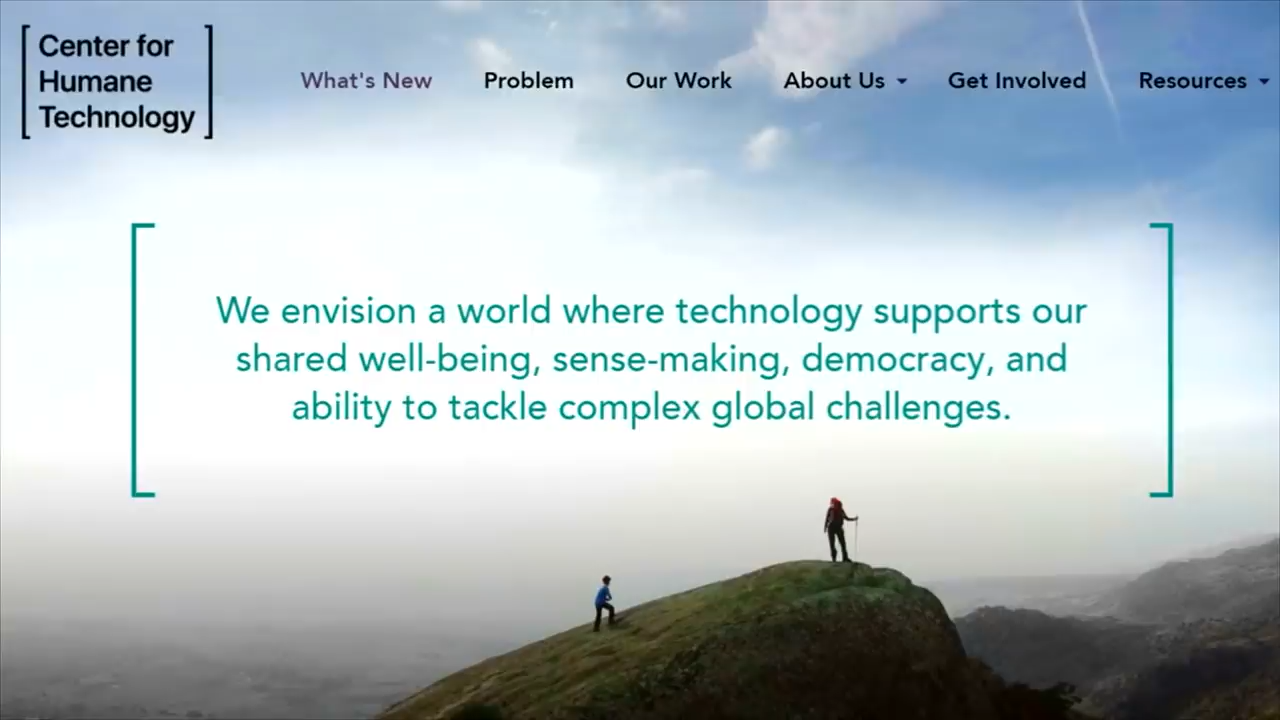 Center for
Humane
Technology
What's New
Problem
Our Work
About Us
Get Involved
Resources
We envision a world where technology supports our
shared well-being, sense-making, democracy, and
ability to tackle complex global challenges.